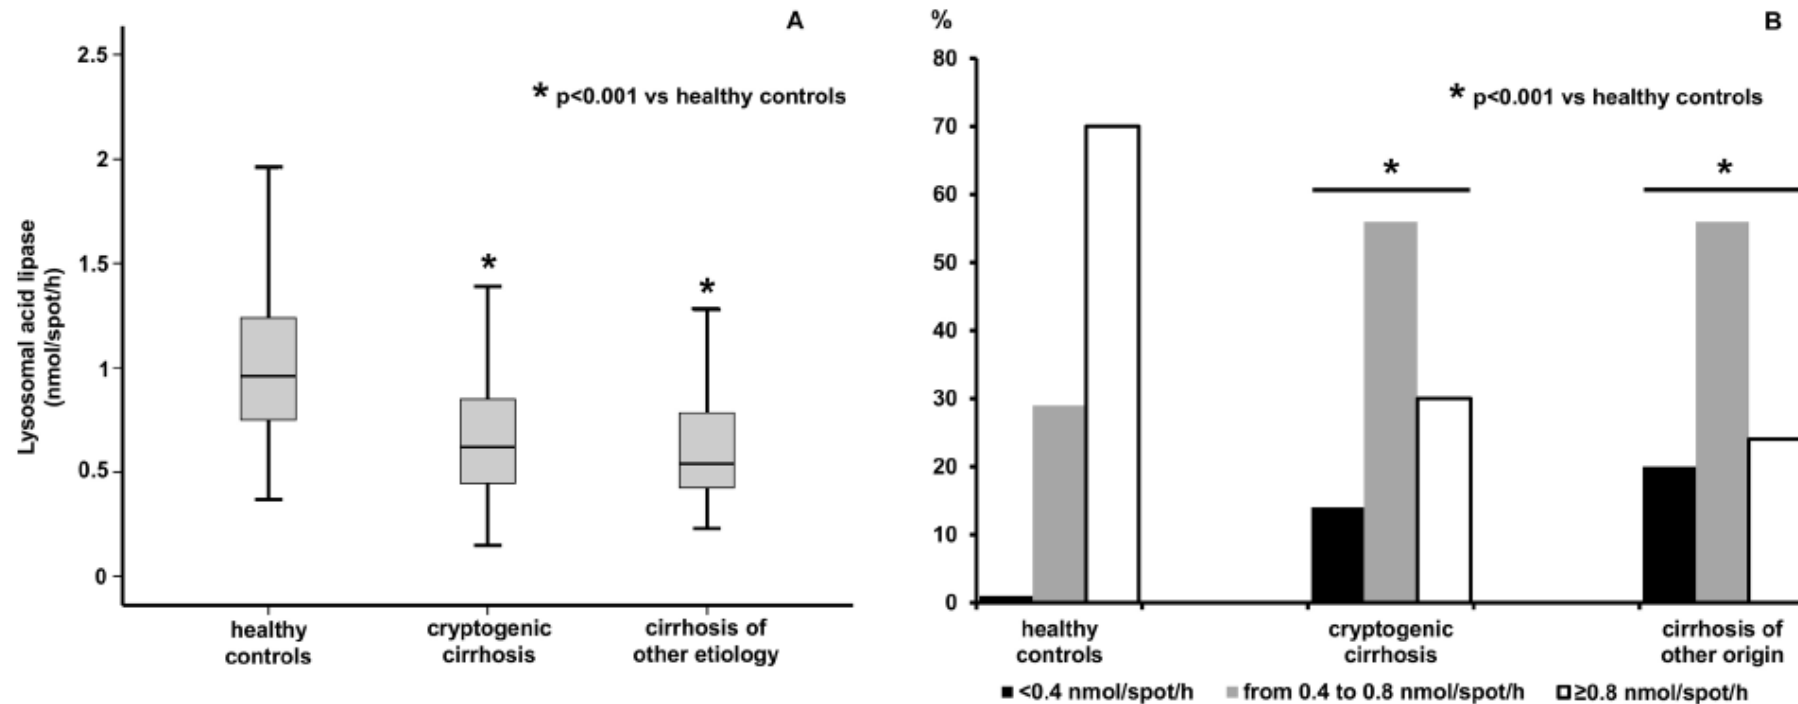 A
2.5
2
1.5
1
0.5
0
Lysosomal acid lipase
(nmol/spot/h)
* p<0.001 vs healthy controls
*
*
healthy
controls
cryptogenic
cirrhosis
cirrhosis of
other etiology
%
B
80
70
60
50
40
30
20
10
0
* p<0.001 vs healthy controls
*
*
healthy
controls
cryptogenic
cirrhosis
cirrhosis of
other origin
<0.4 nmol/spot/h
from 0.4 to 0.8 nmol/spot/h
≥0.8 nmol/spot/h